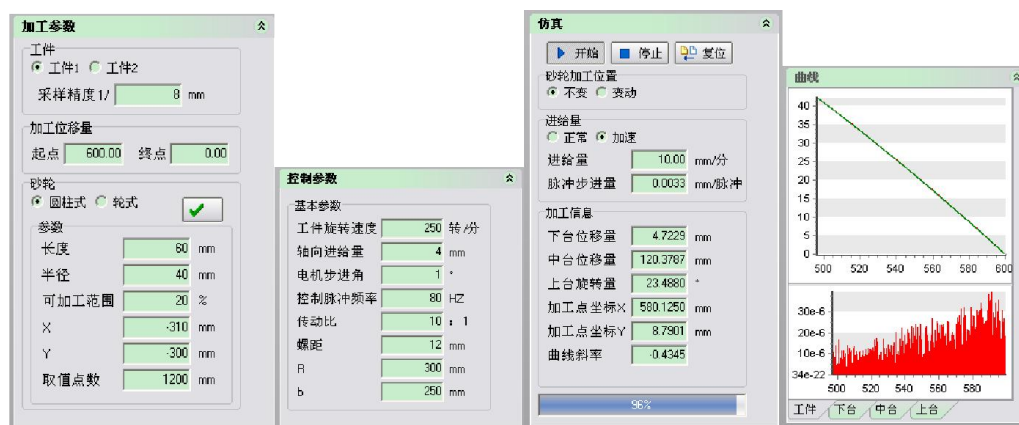 加工参数
工件
工件1 工件2
采样精度1/ 8 mm
加工位移量
起点 600.00 终点 0.00
砂轮
圆柱式 轮式
参数
长度 60 mm
半径 40 mm
可加工范围 20 %
X -310 mm
Y -300 mm
取值点数 1200 mm
控制参数
基本参数
工件旋转速度 250 转/分
轴向进给量 4 mm
电机步进角 1 °
控制脉冲频率 80 HZ
传动比 10 : 1
螺距 12 mm
R 300 mm
b 250 mm
仿真
开始 停止 复位
砂轮加工位置
不变 变动
进给量
正常 加速
进给量 10.00 mm/分
脉冲步进量 0.0033 mm/脉冲
加工信息
下台位移量 4.7229 mm
中台位移量 120.3787 mm
上台旋转量 23.4880 °
加工点坐标X 580.1250 mm
加工点坐标Y 8.7901 mm
曲线斜率 -0.4345
96%
曲线
40
35
30
25
20
15
10
5
0
500 520 540 560 580 600
30e-6
20e-6
10e-6
34e-22
500 520 540 560 580
工件 下台 中台 上台